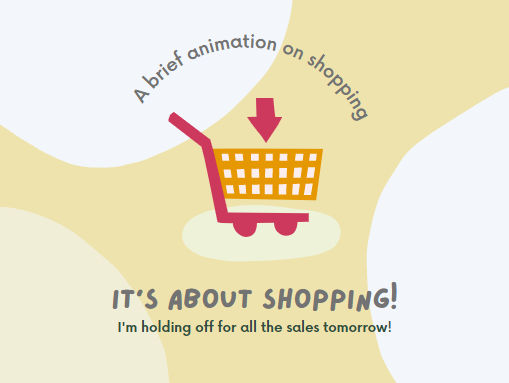 A brief animation on shopping
IT'S ABOUT SHOPPING!
I'm holding off for all the sales tomorrow!